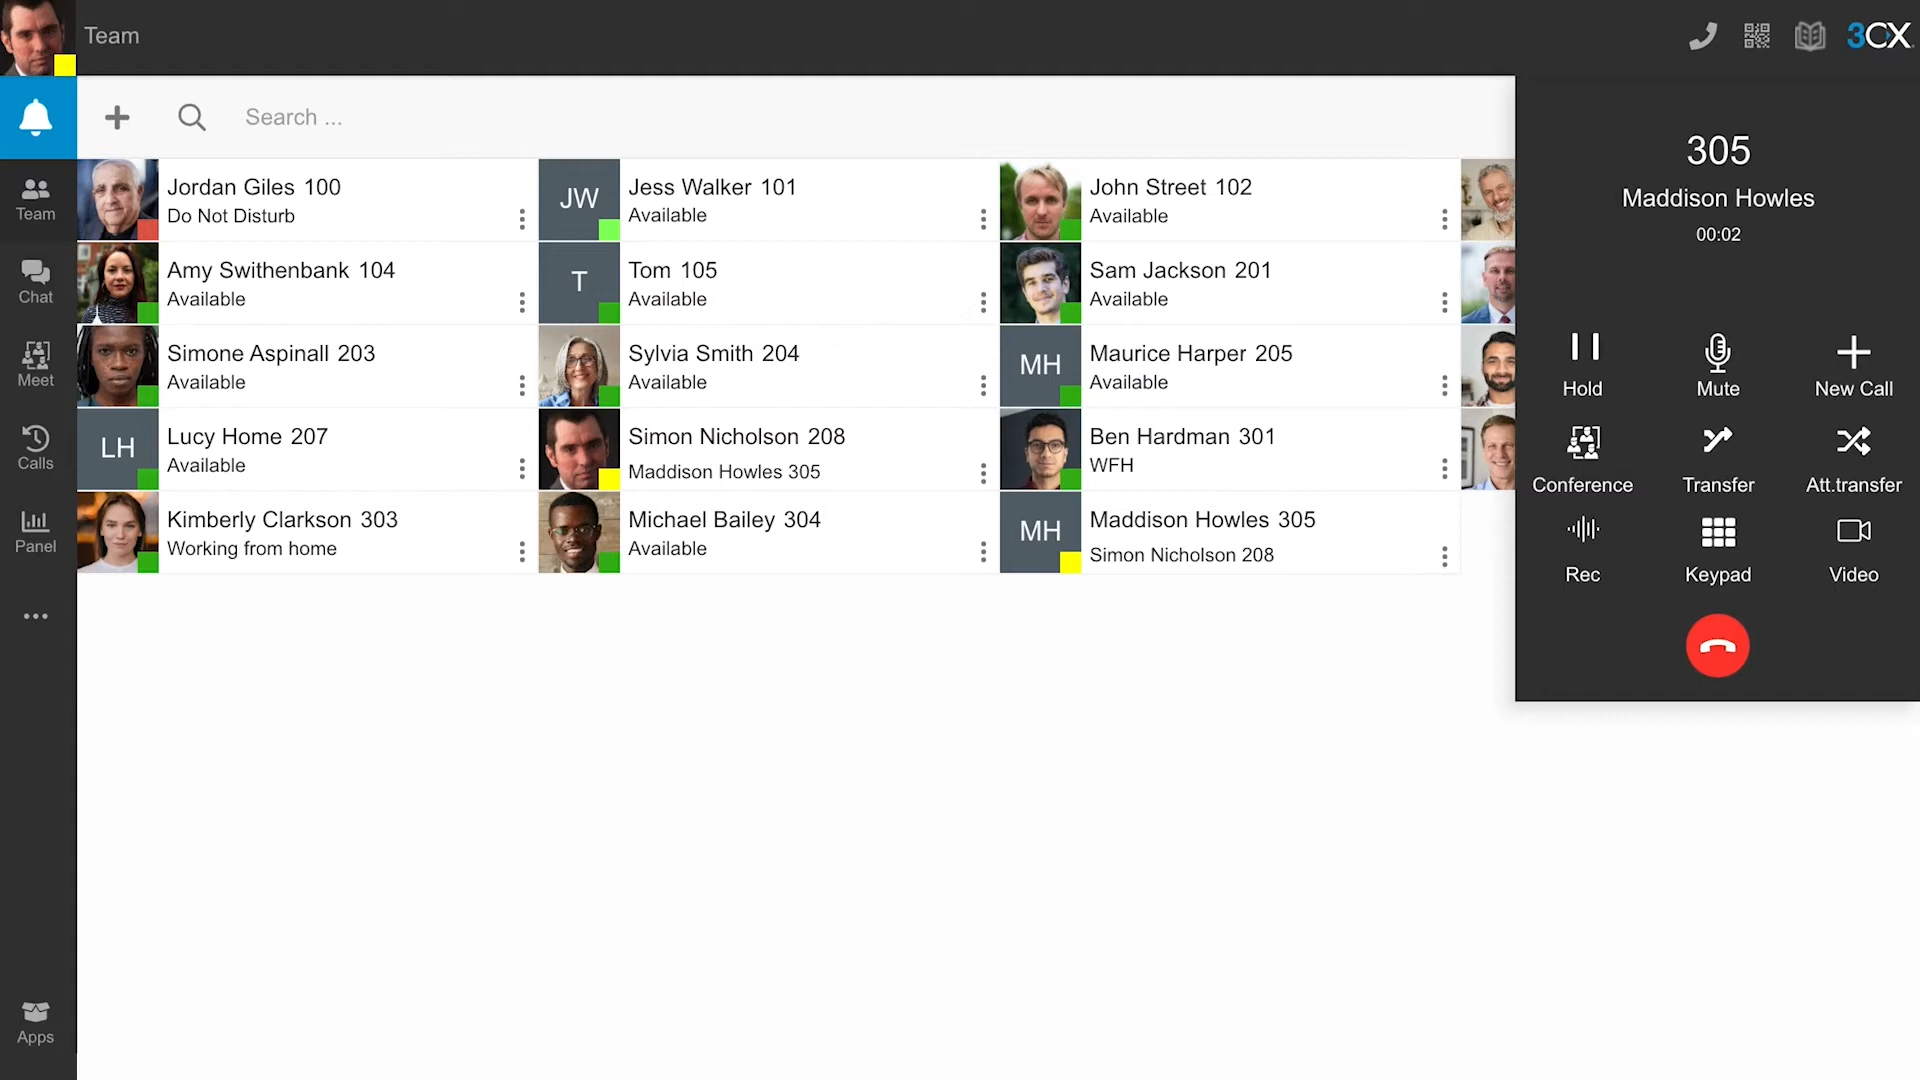 Team
3CX
Search ...
Team
Chat
Meet
Calls
Panel
Apps
Jordan Giles 100
Do Not Disturb
JW
Jess Walker 101
Available
John Street 102
Available
Amy Swithenbank 104
Available
T
Tom 105
Available
Sam Jackson 201
Available
Simone Aspinall 203
Available
Sylvia Smith 204
Available
MH
Maurice Harper 205
Available
LH
Lucy Home 207
Available
Simon Nicholson 208
Maddison Howles 305
Ben Hardman 301
WFH
Kimberly Clarkson 303
Working from home
Michael Bailey 304
Available
MH
Maddison Howles 305
Simon Nicholson 208
305
Maddison Howles
00:02
Hold
Mute
New Call
Conference
Transfer
Att.transfer
Rec
Keypad
Video